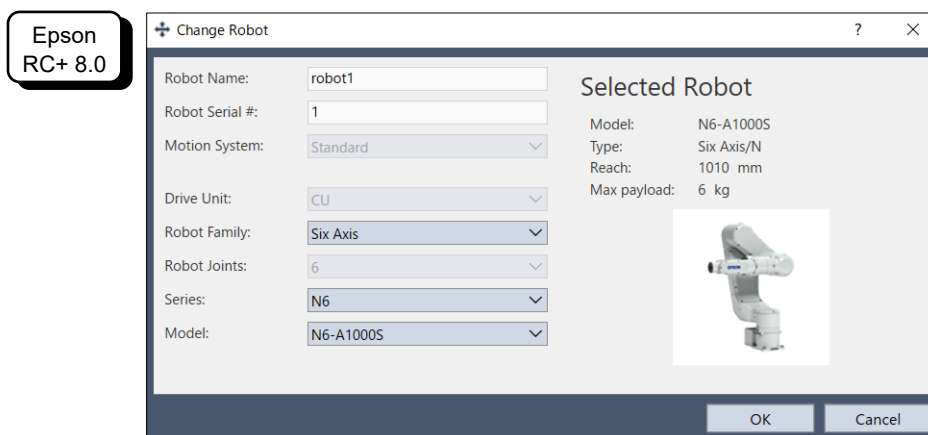 Epson
RC+ 8.0
Change Robot
?
Robot Name: robot1
Robot Serial #: 1
Motion System: Standard
Drive Unit: CU
Robot Family: Six Axis
Robot Joints: 6
Series: N6
Model: N6-A1000S
Selected Robot
Model: N6-A1000S
Type: Six Axis/N
Reach: 1010 mm
Max payload: 6 kg
EPSON
OK Cancel